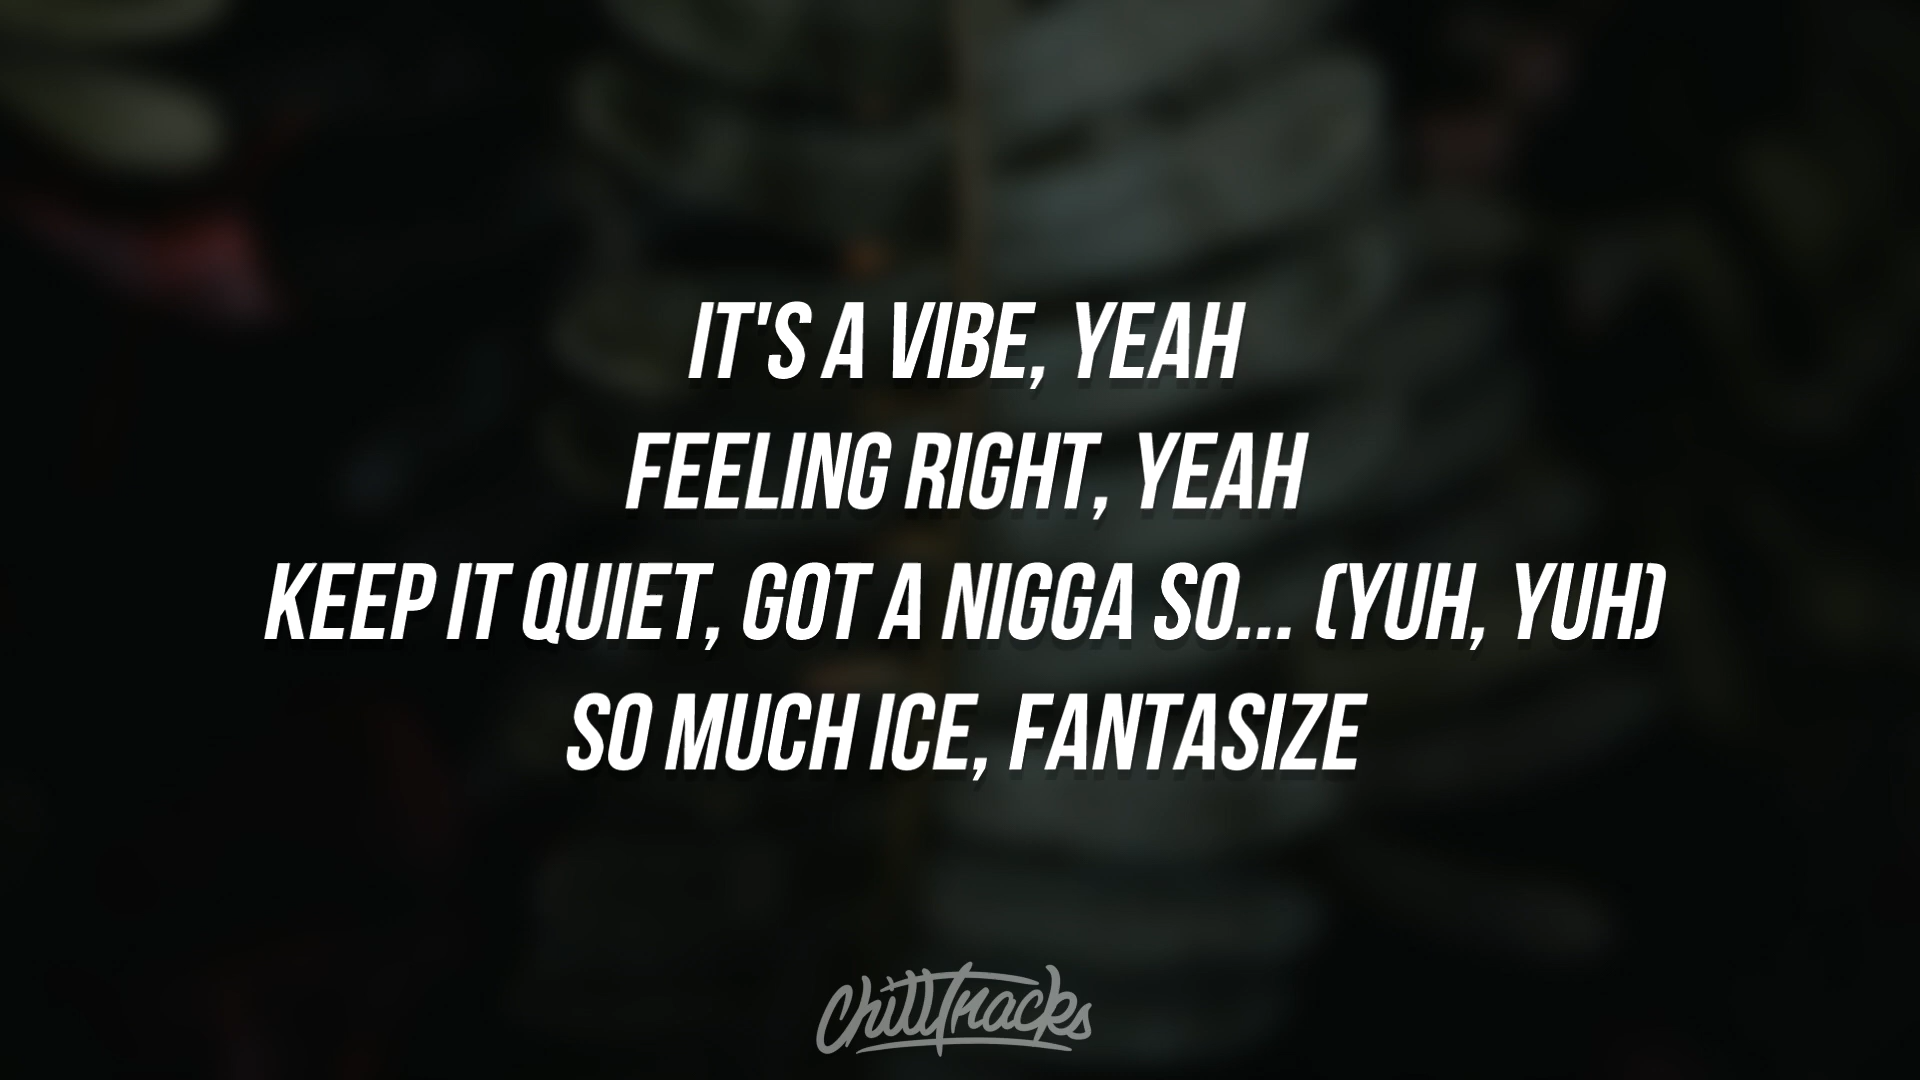 IT'S A VIBE, YEAH
FEELING RIGHT, YEAH
KEEP IT QUIET, GOT A NIGGA SO... (YUH, YUH)
SO MUCH ICE, FANTASIZE
ChillTracks